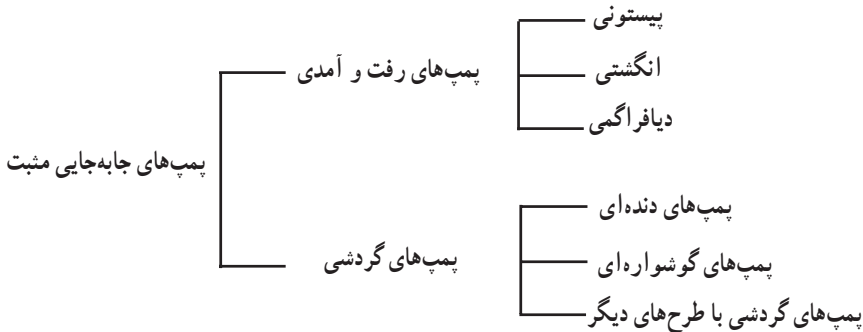 پمپ‌های جابه‌جایی مثبت
پمپ‌های رفت و آمدی
پیستونی
انگشتی
دیافراگمی
پمپ‌های گردشی
پمپ‌های دنده‌ای
پمپ‌های گوشواره‌ای
پمپ‌های گردشی با طرح‌های دیگر